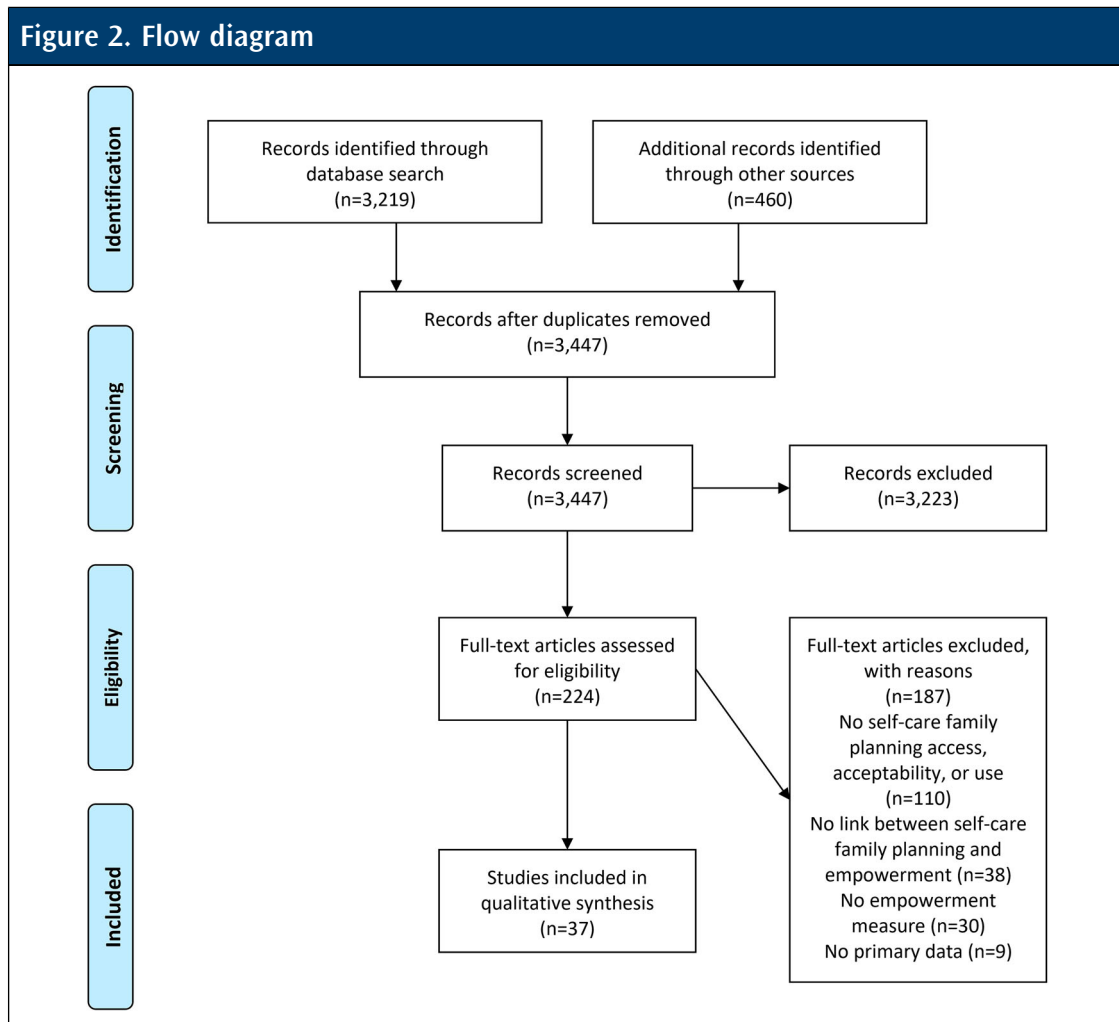 Figure 2. Flow diagram
Identification
Records identified through
database search
(n=3,219)
Additional records identified
through other sources
(n=460)
Records after duplicates removed
(n=3,447)
Screening
Records screened
(n=3,447)
Records excluded
(n=3,223)
Eligibility
Full-text articles assessed
for eligibility
(n=224)
Full-text articles excluded,
with reasons
(n=187)
No self-care family
planning access,
acceptability, or use
(n=110)
No link between self-care
family planning and
empowerment (n=38)
No empowerment
measure (n=30)
No primary data (n=9)
Included
Studies included in
qualitative synthesis
(n=37)